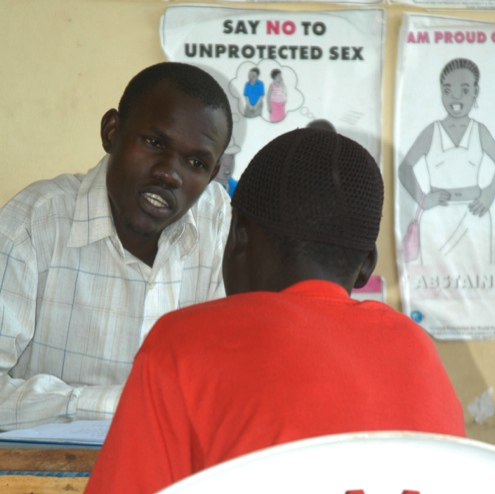 SAY NO TO
UNPROTECTED SEX
AM PROUD
ABSTAIN